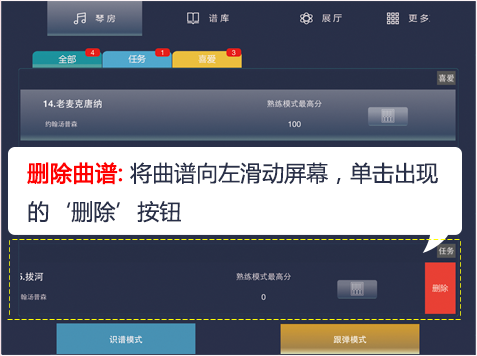 琴房 谱库 展厅 更多
全部 4 任务 1 喜爱 3
喜爱
14.老麦克唐纳 熟练模式最高分
约翰汤普森 100
删除曲谱: 将曲谱向左滑动屏幕，单击出现
的‘删除’按钮
任务
5.拔河 熟练模式最高分
翰汤普森 0
删除
识谱模式 跟弹模式